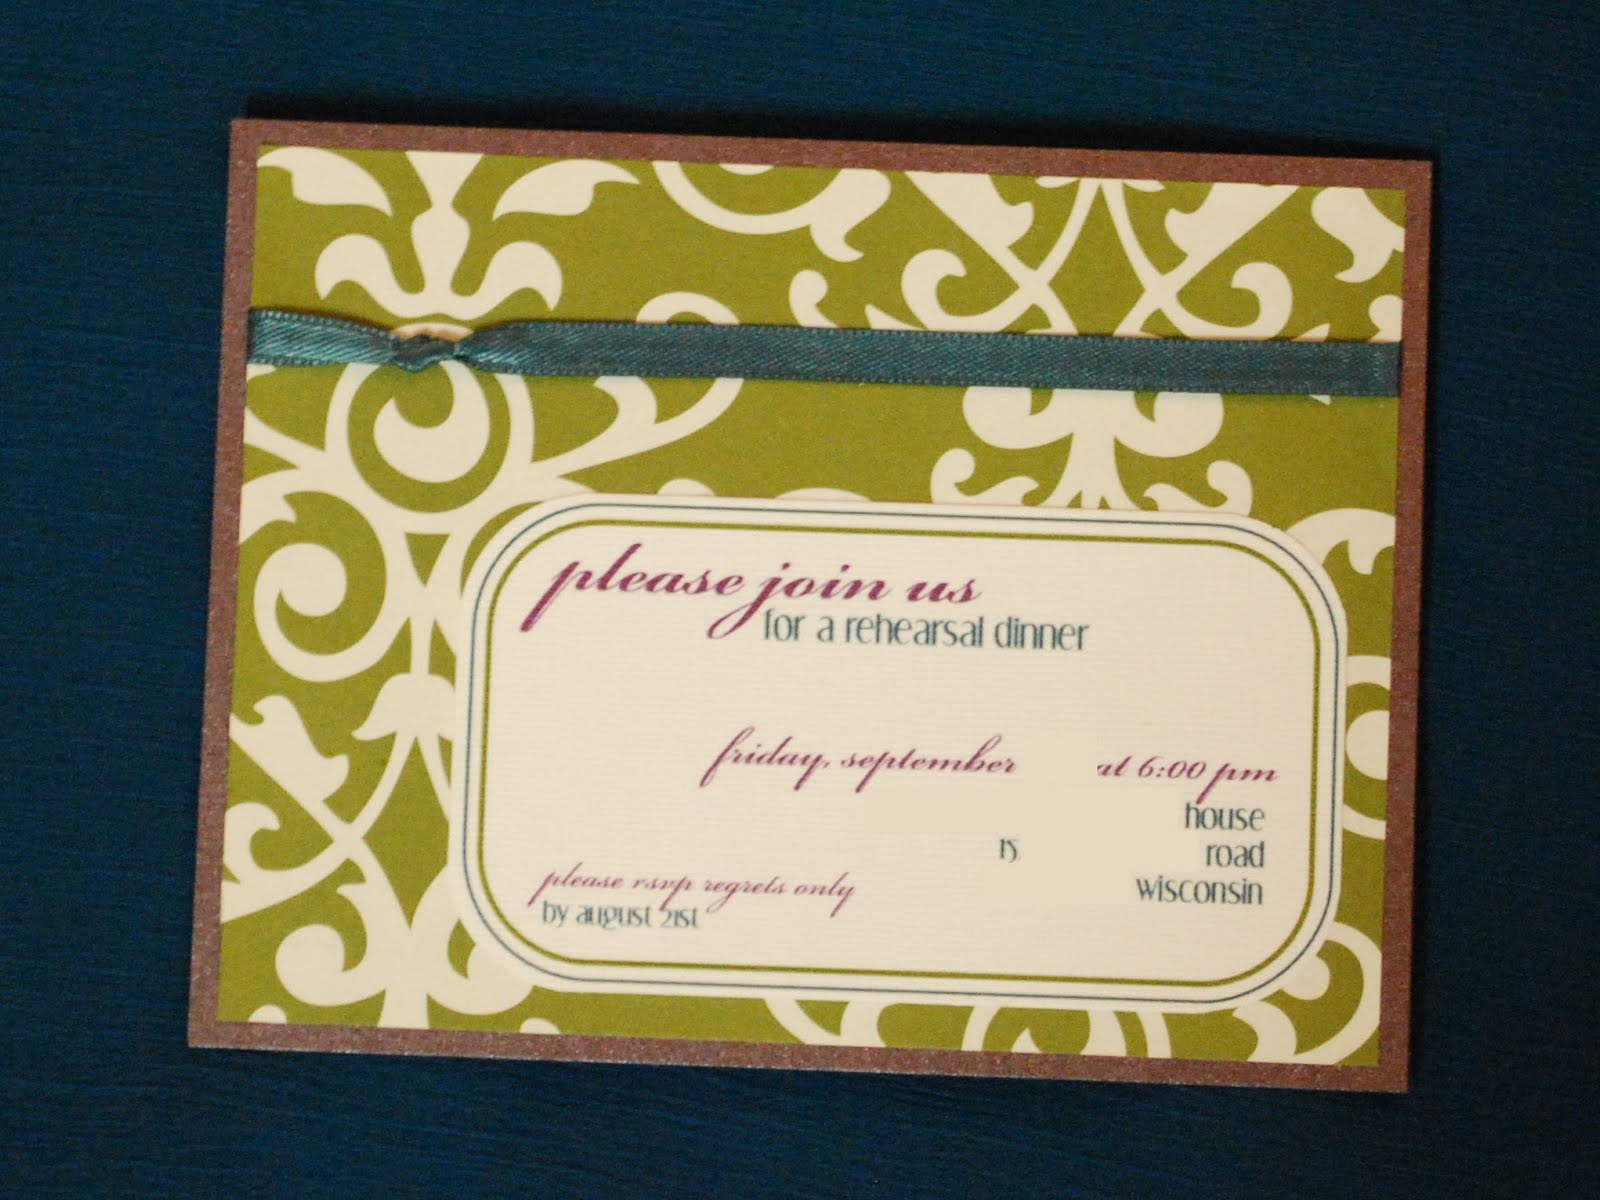 please join us
for a rehearsal dinner
friday, september at 6:00 pm
house
road
wisconsin
please rsvp regrets only
by august 21st